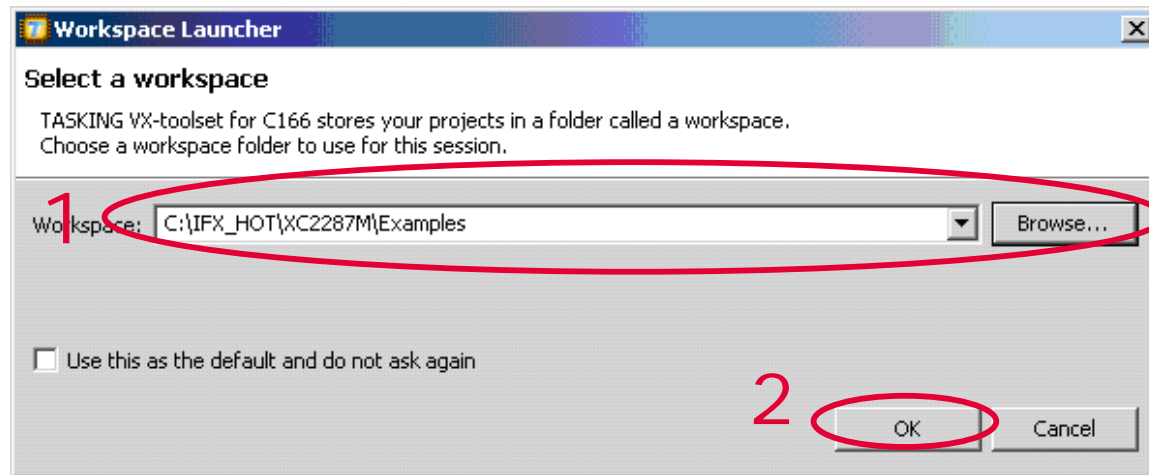 Workspace Launcher
Select a workspace
TASKING VX-toolset for C166 stores your projects in a folder called a workspace.
Choose a workspace folder to use for this session.
1
Workspace: C:\IFX_HOT\XC2287M\Examples Browse...
Use this as the default and do not ask again
2
OK Cancel